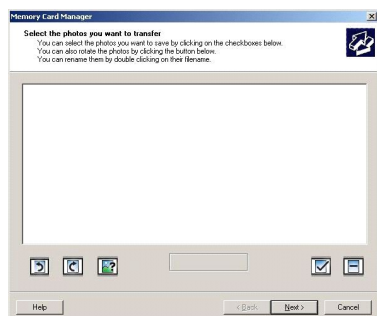 Memory Card Manager
Select the photos you want to transfer
You can select the photos you want to save by clicking on the checkboxes below.
You can also rotate the photos by clicking the button below.
You can rename them by double clicking on their filename.
Help
< Back
Next >
Cancel